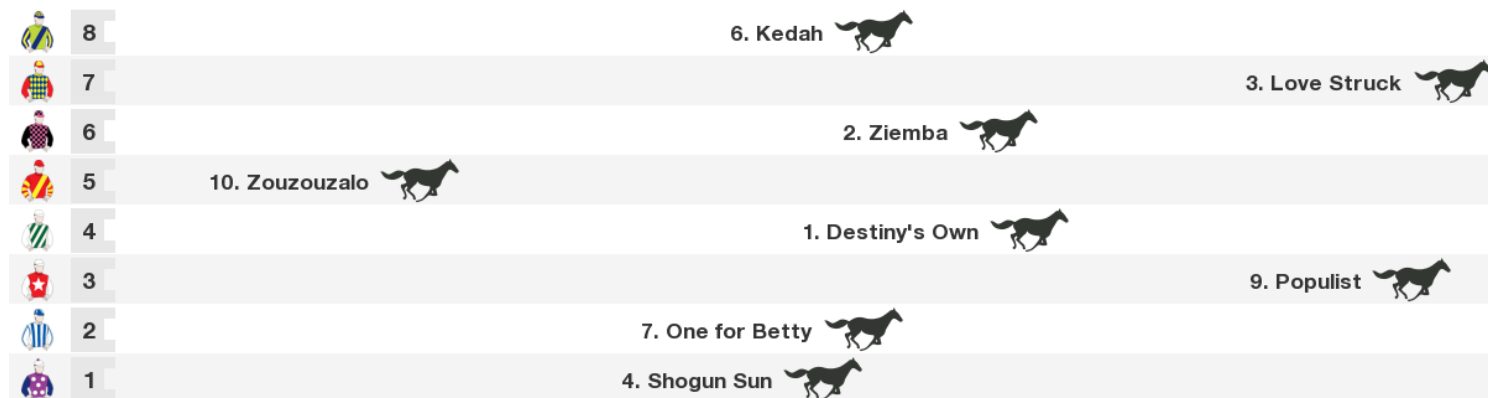 8 6. Kedah
7 3. Love Struck
6 2. Ziemba
5 10. Zouzouzalo
4 1. Destiny's Own
3 9. Populist
2 7. One for Betty
1 4. Shogun Sun